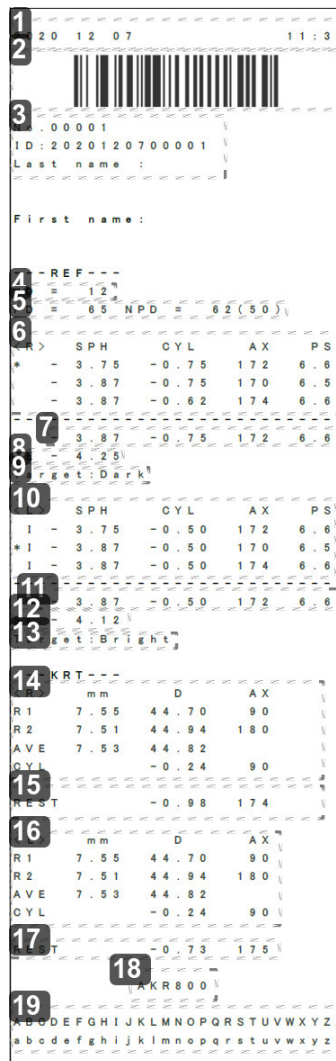 1
2020 12 07 11:3
2
3
No.00001
ID:2020120700001
Last name :
First name:
4
---REF---
5
= 12
PD = 65 NPD = 62(50)
6
<R> SPH CYL AX PS
* - 3.75 -0.75 172 6.6
- 3.87 -0.75 170 6.5
- 3.87 -0.62 174 6.6
7
- 3.87 -0.75 172 6.6
8
- 4.25
9
Target:Dark
10
<L> SPH CYL AX PS
I - 3.75 -0.50 172 6.6
*I - 3.87 -0.50 170 6.5
I - 3.87 -0.50 174 6.6
11
3.87 -0.50 172 6.6
12
- 4.12
13
Target:Bright
14
---KRT---
<R> mm D AX
R1 7.55 44.70 90
R2 7.51 44.94 180
AVE 7.53 44.82
CYL -0.24 90
15
REST -0.98 174
16
<L> mm D AX
R1 7.55 44.70 90
R2 7.51 44.94 180
AVE 7.53 44.82
CYL -0.24 90
17
REST -0.73 175
18
AKR800
19
ABCDEFGHIJKLMNOPQRSTUVWXYZ
abcdefghijklmnopqrstuvwxyz